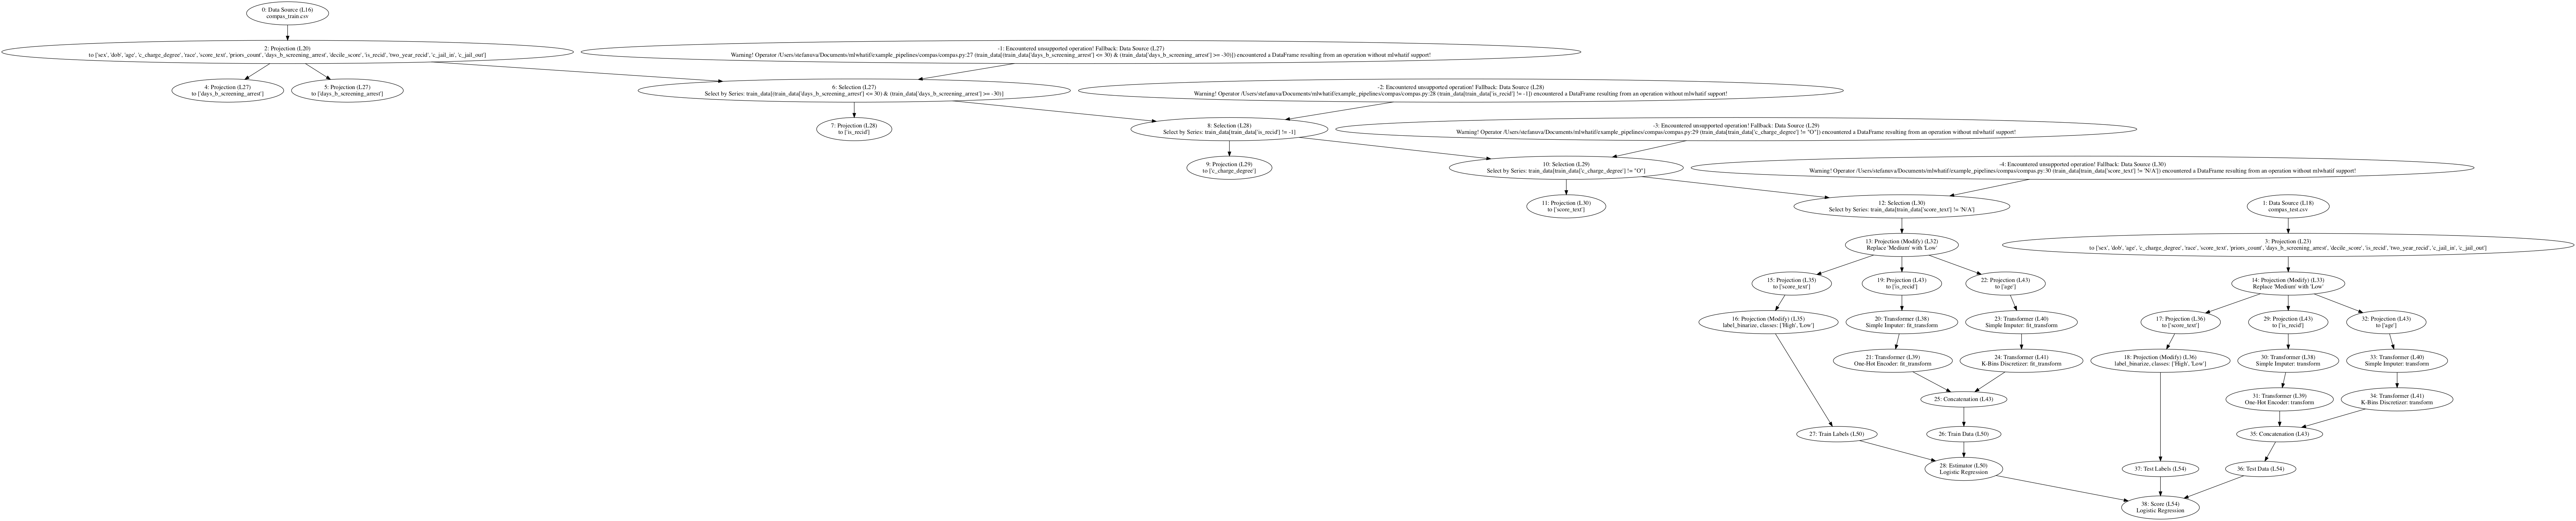 0: Data Source (L16)
compas_train.csv
2: Projection (L20)
to ['sex', 'dob', 'age', 'c_charge_degree', 'race', 'score_text', 'priors_count', 'days_b_screening_arrest', 'decile_score', 'is_recid', 'two_year_recid', 'c_jail_in', 'c_jail_out']
-1: Encountered unsupported operation! Fallback: Data Source (L27)
Warning! Operator /Users/stefanuva/Documents/mlwhatif/example_pipelines/compas/compas.py:27 (train_data[(train_data['days_b_screening_arrest'] <= 30) & (train_data['days_b_screening_arrest'] >= -30)]) encountered a DataFrame resulting from an operation without mlwhatif support!
4: Projection (L27)
to ['days_b_screening_arrest']
5: Projection (L27)
to ['days_b_screening_arrest']
6: Selection (L27)
Select by Series: train_data[(train_data['days_b_screening_arrest'] <= 30) & (train_data['days_b_screening_arrest'] >= -30)]
-2: Encountered unsupported operation! Fallback: Data Source (L28)
Warning! Operator /Users/stefanuva/Documents/mlwhatif/example_pipelines/compas/compas.py:28 (train_data[train_data['is_recid'] != -1]) encountered a DataFrame resulting from an operation without mlwhatif support!
7: Projection (L28)
to ['is_recid']
8: Selection (L28)
Select by Series: train_data[train_data['is_recid'] != -1]
-3: Encountered unsupported operation! Fallback: Data Source (L29)
Warning! Operator /Users/stefanuva/Documents/mlwhatif/example_pipelines/compas/compas.py:29 (train_data[train_data['c_charge_degree'] != "O"]) encountered a DataFrame resulting from an operation without mlwhatif support!
9: Projection (L29)
to ['c_charge_degree']
10: Selection (L29)
Select by Series: train_data[train_data['c_charge_degree'] != "O"]
-4: Encountered unsupported operation! Fallback: Data Source (L30)
Warning! Operator /Users/stefanuva/Documents/mlwhatif/example_pipelines/compas/compas.py:30 (train_data[train_data['score_text'] != 'N/A']) encountered a DataFrame resulting from an operation without mlwhatif support!
11: Projection (L30)
to ['score_text']
12: Selection (L30)
Select by Series: train_data[train_data['score_text'] != 'N/A']
1: Data Source (L18)
compas_test.csv
13: Projection (Modify) (L32)
Replace 'Medium' with 'Low'
3: Projection (L23)
to ['sex', 'dob', 'age', 'c_charge_degree', 'race', 'score_text', 'priors_count', 'days_b_screening_arrest', 'decile_score', 'is_recid', 'two_year_recid', 'c_jail_in', 'c_jail_out']
15: Projection (L35)
to ['score_text']
19: Projection (L43)
to ['is_recid']
22: Projection (L43)
to ['age']
14: Projection (Modify) (L33)
Replace 'Medium' with 'Low'
16: Projection (Modify) (L35)
label_binarize, classes: ['High', 'Low']
20: Transformer (L38)
Simple Imputer: fit_transform
23: Transformer (L40)
Simple Imputer: fit_transform
17: Projection (L36)
to ['score_text']
29: Projection (L43)
to ['is_recid']
32: Projection (L43)
to ['age']
21: Transformer (L39)
One-Hot Encoder: fit_transform
24: Transformer (L41)
K-Bins Discretizer: fit_transform
18: Projection (Modify) (L36)
label_binarize, classes: ['High', 'Low']
30: Transformer (L38)
Simple Imputer: transform
33: Transformer (L40)
Simple Imputer: transform
25: Concatenation (L43)
31: Transformer (L39)
One-Hot Encoder: transform
34: Transformer (L41)
K-Bins Discretizer: transform
27: Train Labels (L50)
26: Train Data (L50)
35: Concatenation (L43)
28: Estimator (L50)
Logistic Regression
37: Test Labels (L54)
36: Test Data (L54)
38: Score (L54)
Logistic Regression